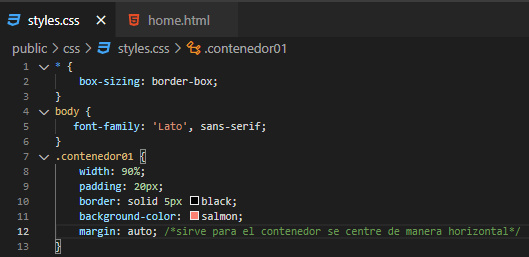 styles.css
home.html
public > css > styles.css > .contenedor01
1 * {
2 box-sizing: border-box;
3 }
4 body {
5 font-family: 'Lato', sans-serif;
6 }
7 .contenedor01 {
8 width: 90%;
9 padding: 20px;
10 border: solid 5px black;
11 background-color: salmon;
12 margin: auto; /*sirve para el contenedor se centre de manera horizontal*/
13 }